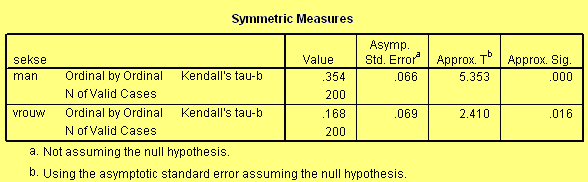 Symmetric Measures
sekse Value Asymp. Std. Errorᵃ Approx. Tᵇ Approx. Sig.
man Ordinal by Ordinal Kendall's tau-b .354 .066 5.353 .000
N of Valid Cases 200
vrouw Ordinal by Ordinal Kendall's tau-b .168 .069 2.410 .016
N of Valid Cases 200
a. Not assuming the null hypothesis.
b. Using the asymptotic standard error assuming the null hypothesis.